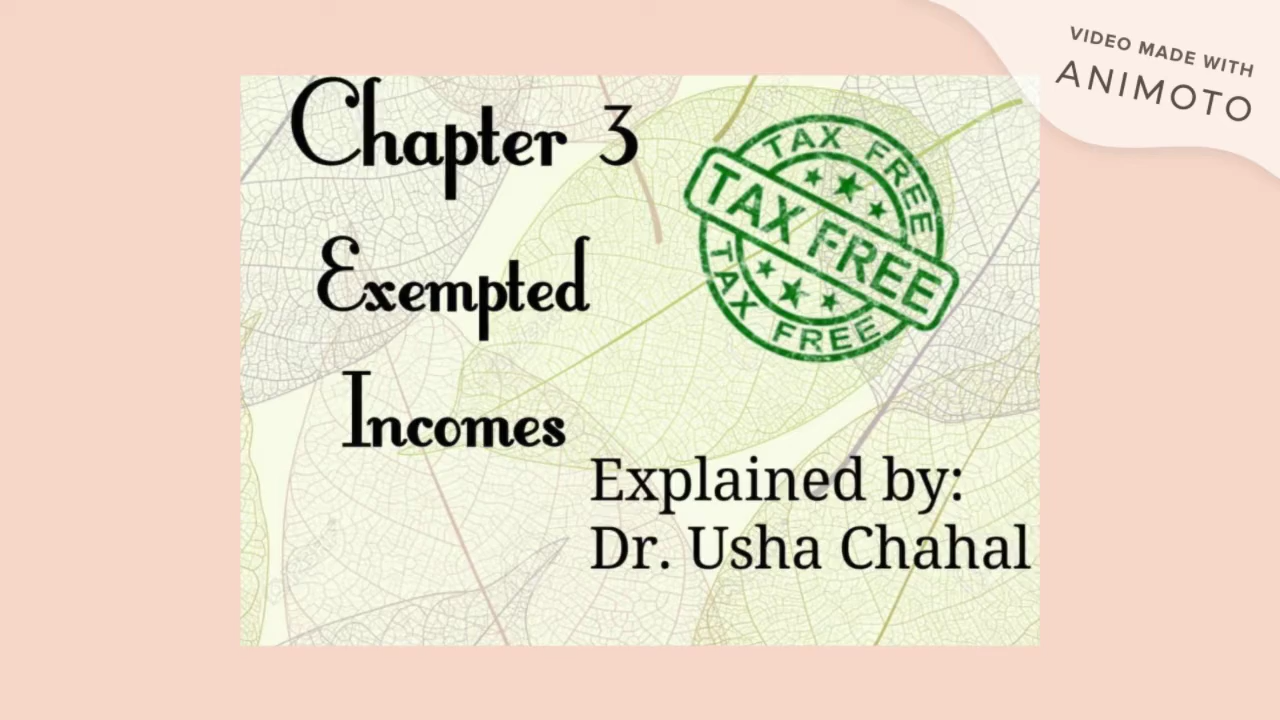 VIDEO MADE WITH
ANIMOTO
Chapter 3
Exempted
Incomes
TAX FREE
TAX FREE
TAX FREE
Explained by:
Dr. Usha Chahal